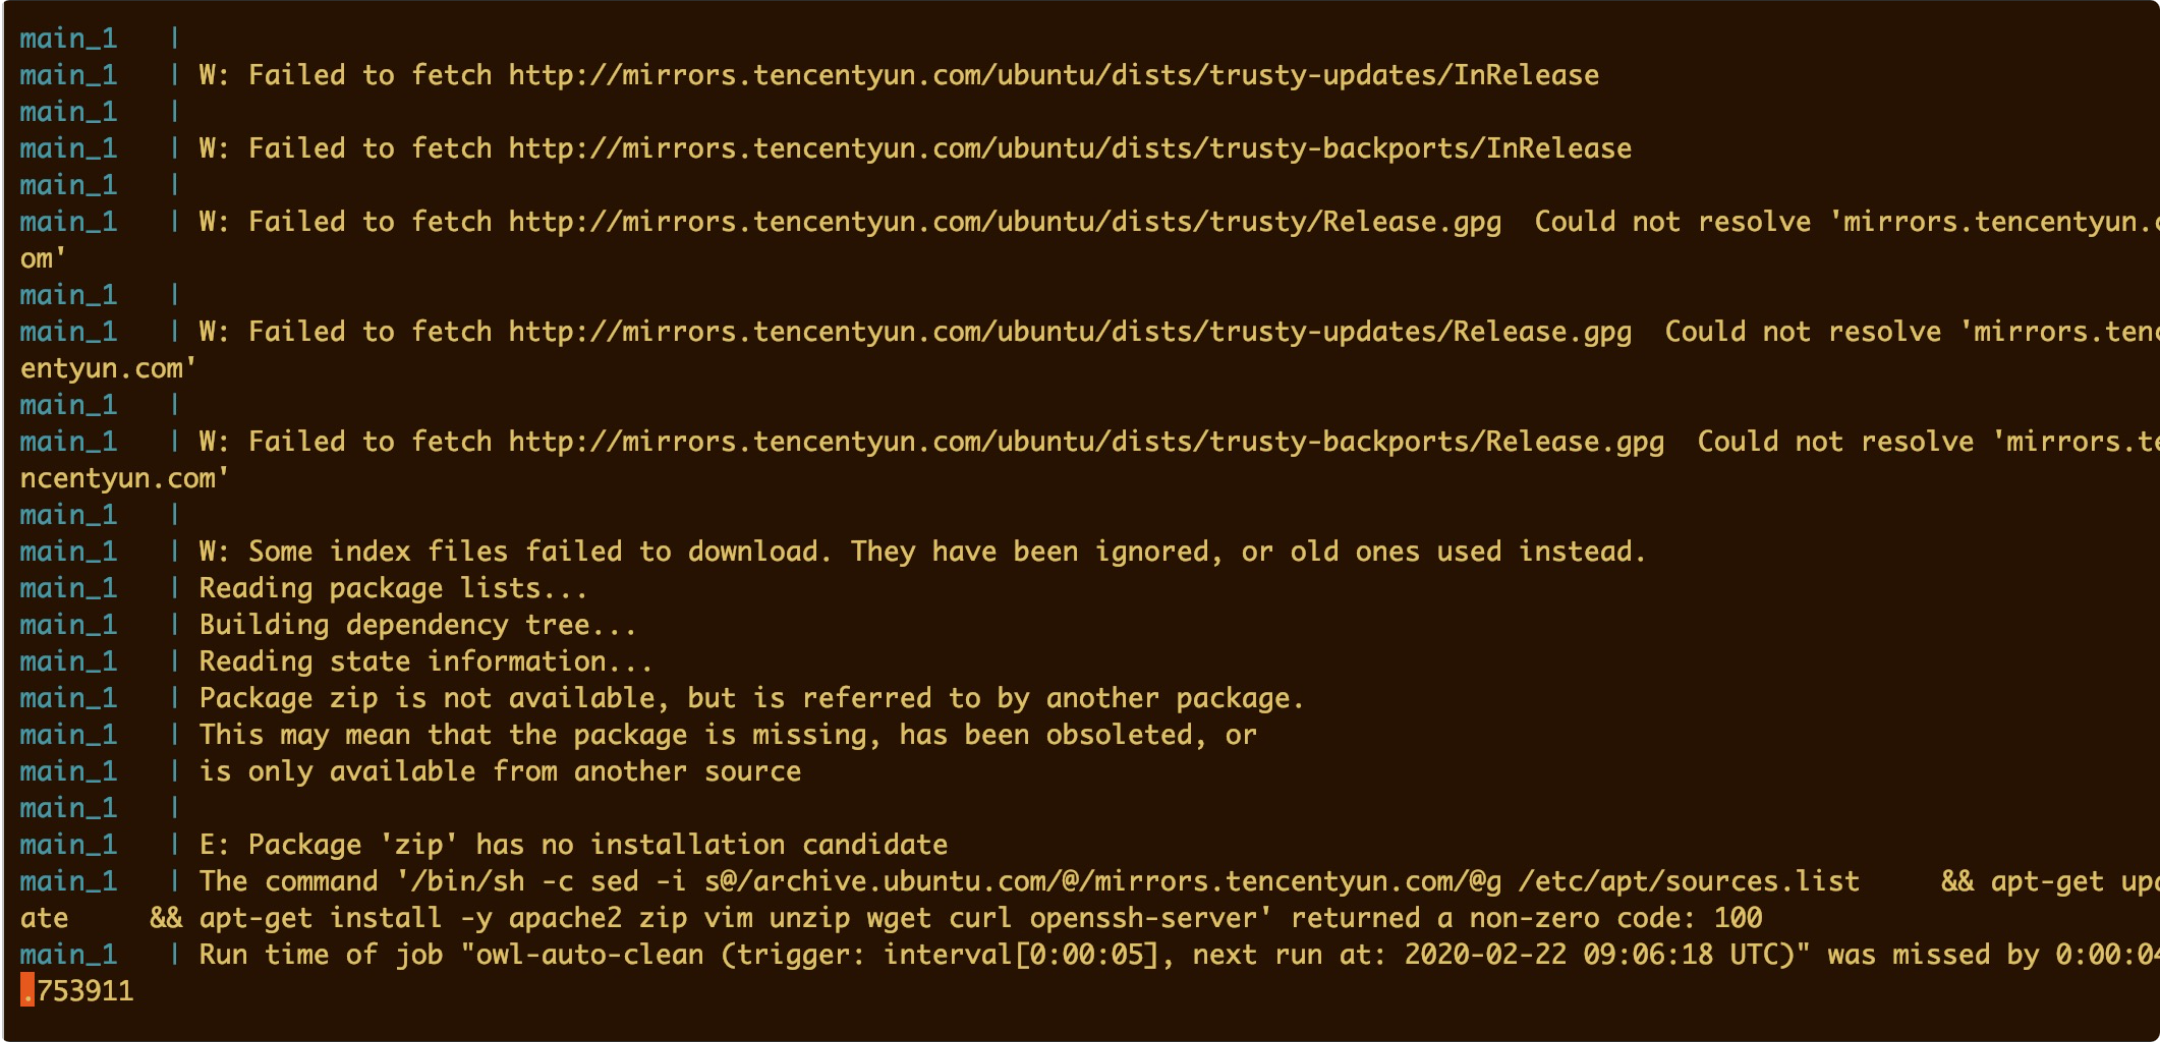 main_1   |
main_1   | W: Failed to fetch http://mirrors.tencentyun.com/ubuntu/dists/trusty-updates/InRelease
main_1   |
main_1   | W: Failed to fetch http://mirrors.tencentyun.com/ubuntu/dists/trusty-backports/InRelease
main_1   |
main_1   | W: Failed to fetch http://mirrors.tencentyun.com/ubuntu/dists/trusty/Release.gpg  Could not resolve 'mirrors.tencentyun.c
om'
main_1   |
main_1   | W: Failed to fetch http://mirrors.tencentyun.com/ubuntu/dists/trusty-updates/Release.gpg  Could not resolve 'mirrors.tenc
entyun.com'
main_1   |
main_1   | W: Failed to fetch http://mirrors.tencentyun.com/ubuntu/dists/trusty-backports/Release.gpg  Could not resolve 'mirrors.te
ncentyun.com'
main_1   |
main_1   | W: Some index files failed to download. They have been ignored, or old ones used instead.
main_1   | Reading package lists...
main_1   | Building dependency tree...
main_1   | Reading state information...
main_1   | Package zip is not available, but is referred to by another package.
main_1   | This may mean that the package is missing, has been obsoleted, or
main_1   | is only available from another source
main_1   |
main_1   | E: Package 'zip' has no installation candidate
main_1   | The command '/bin/sh -c sed -i s@/archive.ubuntu.com/@/mirrors.tencentyun.com/@g /etc/apt/sources.list     && apt-get upd
ate     && apt-get install -y apache2 zip vim unzip wget curl openssh-server' returned a non-zero code: 100
main_1   | Run time of job "owl-auto-clean (trigger: interval[0:00:05], next run at: 2020-02-22 09:06:18 UTC)" was missed by 0:00:04
.753911